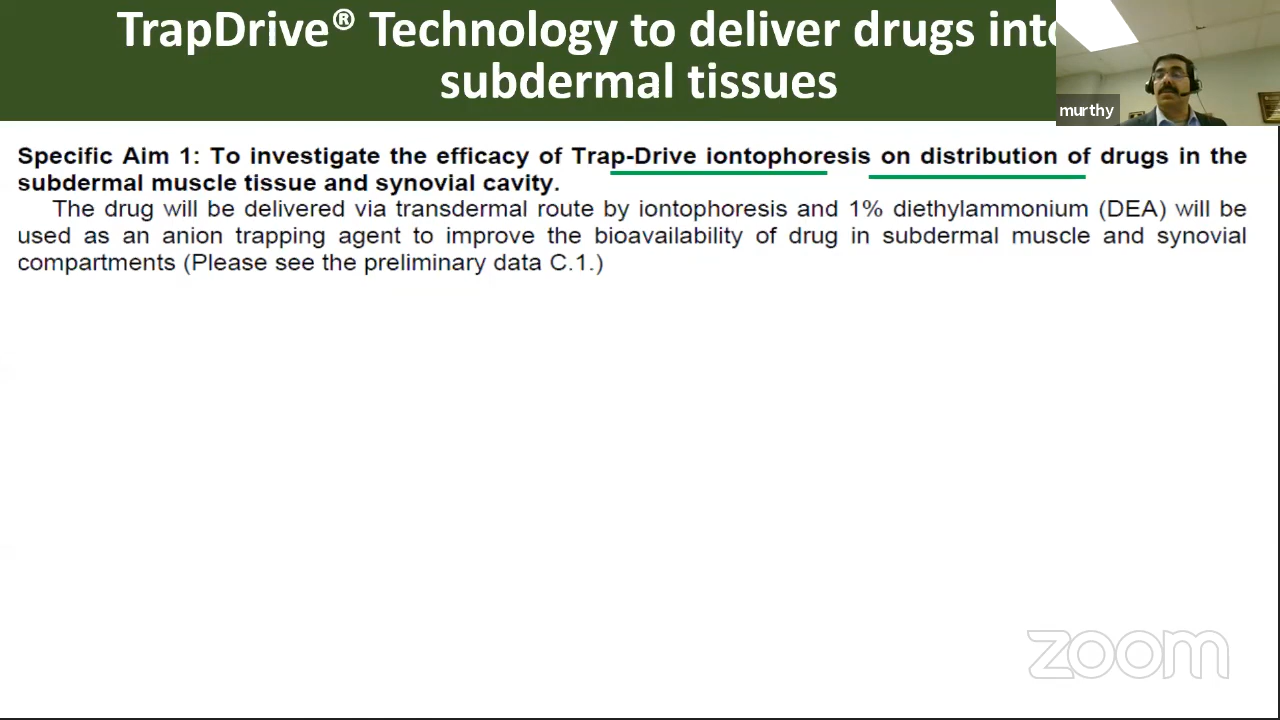 TrapDrive® Technology to deliver drugs into
subdermal tissues
murthy
Specific Aim 1: To investigate the efficacy of Trap-Drive iontophoresis on distribution of drugs in the
subdermal muscle tissue and synovial cavity.
The drug will be delivered via transdermal route by iontophoresis and 1% diethylammonium (DEA) will be
used as an anion trapping agent to improve the bioavailability of drug in subdermal muscle and synovial
compartments (Please see the preliminary data C.1.)
zoom